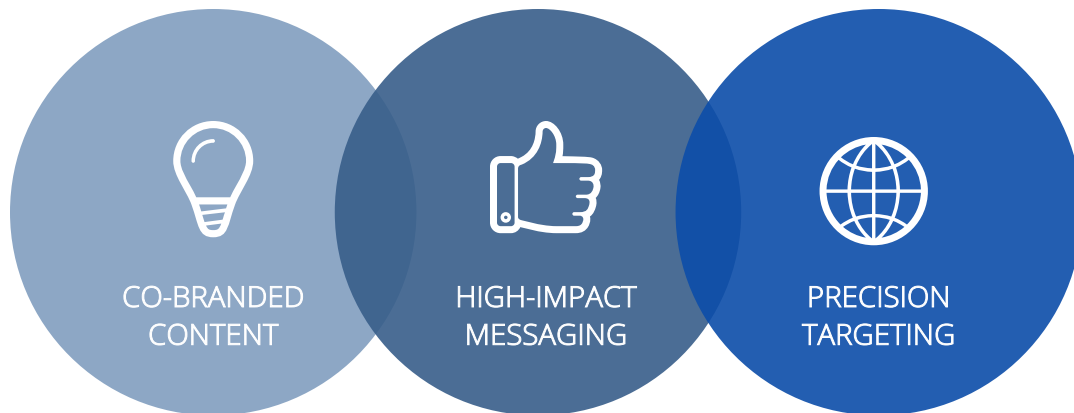 CO-BRANDED
CONTENT
HIGH-IMPACT
MESSAGING
PRECISION
TARGETING